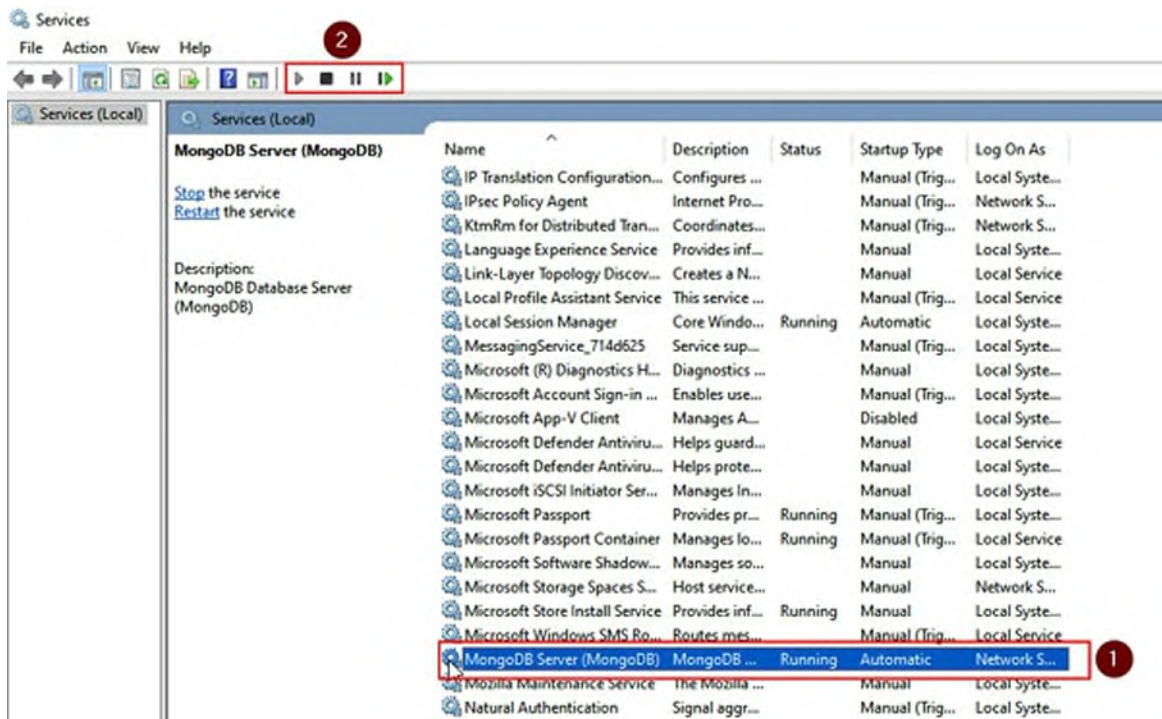 Services
File Action View Help
2
Services (Local)
Services (Local)
MongoDB Server (MongoDB)
Stop the service
Restart the service
Description:
MongoDB Database Server
(MongoDB)
Name Description Status Startup Type Log On As
IP Translation Configuration... Configures ... Manual (Trig... Local Syste...
IPsec Policy Agent Internet Pro... Manual (Trig... Network S...
KtmRm for Distributed Tran... Coordinates... Manual (Trig... Network S...
Language Experience Service Provides inf... Manual Local Syste...
Link-Layer Topology Discov... Creates a N... Manual Local Service
Local Profile Assistant Service This service ... Manual (Trig... Local Service
Local Session Manager Core Windo... Running Automatic Local Syste...
MessagingService_714d625 Service sup... Manual (Trig... Local Syste...
Microsoft (R) Diagnostics H... Diagnostics ... Manual Local Syste...
Microsoft Account Sign-in ... Enables use... Manual (Trig... Local Syste...
Microsoft App-V Client Manages A... Disabled Local Syste...
Microsoft Defender Antiviru... Helps guard... Manual Local Service
Microsoft Defender Antiviru... Helps prote... Manual Local Syste...
Microsoft iSCSI Initiator Ser... Manages In... Manual Local Syste...
Microsoft Passport Provides pr... Running Manual (Trig... Local Syste...
Microsoft Passport Container Manages lo... Running Manual (Trig... Local Service
Microsoft Software Shadow... Manages so... Manual Local Syste...
Microsoft Storage Spaces S... Host service... Manual Network S...
Microsoft Store Install Service Provides inf... Running Manual Local Syste...
Microsoft Windows SMS Ro... Routes mes... Manual (Trig... Local Service
MongoDB Server (MongoDB) MongoDB ... Running Automatic Network S...
1
Mozilla Maintenance Service The Mozilla ... Manual Local Syste...
Natural Authentication Signal aggr... Manual (Trig... Local Syste...